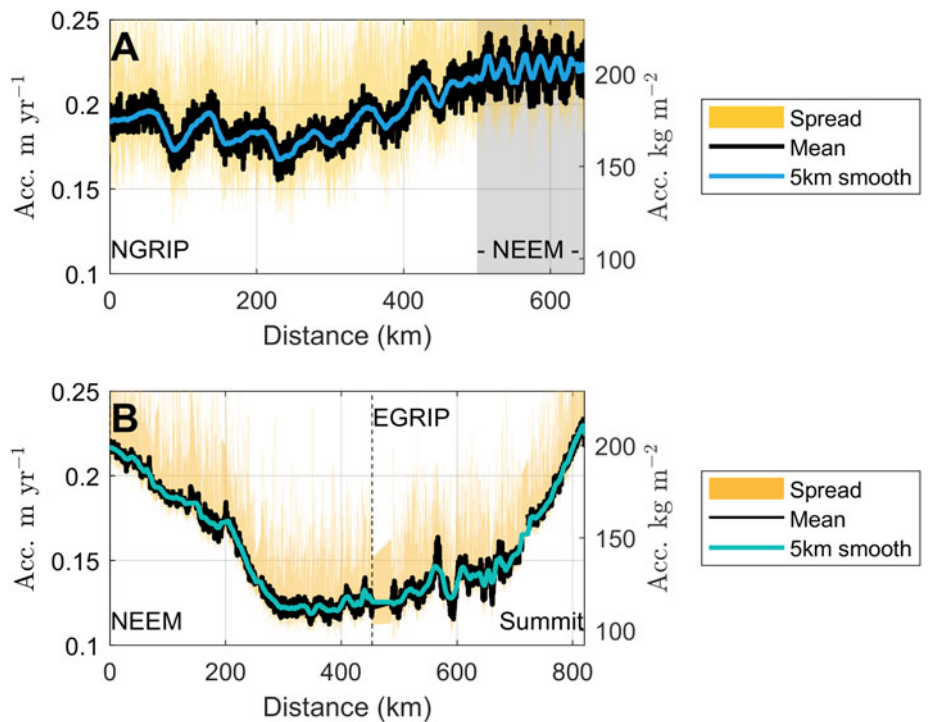 A
0.25
0.2
0.15
0.1
Acc. m yr−1
200
150
100
Acc. kg m−2
NGRIP
- NEEM -
0
200
400
600
Distance (km)
Spread
Mean
5km smooth
B
0.25
0.2
0.15
0.1
Acc. m yr−1
EGRIP
200
150
100
Acc. kg m−2
NEEM
Summit
0
200
400
600
800
Distance (km)
Spread
Mean
5km smooth